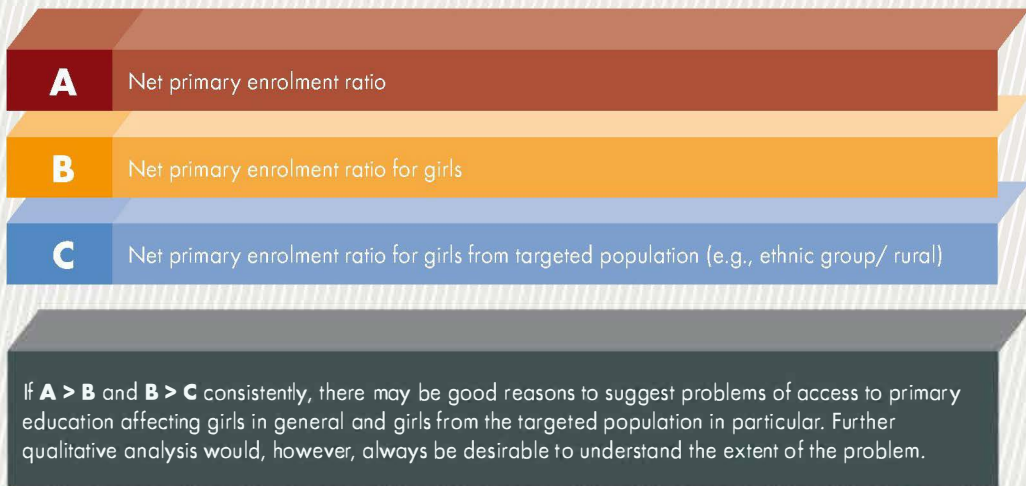 A Net primary enrolment ratio
B Net primary enrolment ratio for girls
C Net primary enrolment ratio for girls from targeted population (e.g., ethnic group/ rural)
If A > B and B > C consistently, there may be good reasons to suggest problems of access to primary
education affecting girls in general and girls from the targeted population in particular. Further
qualitative analysis would, however, always be desirable to understand the extent of the problem.